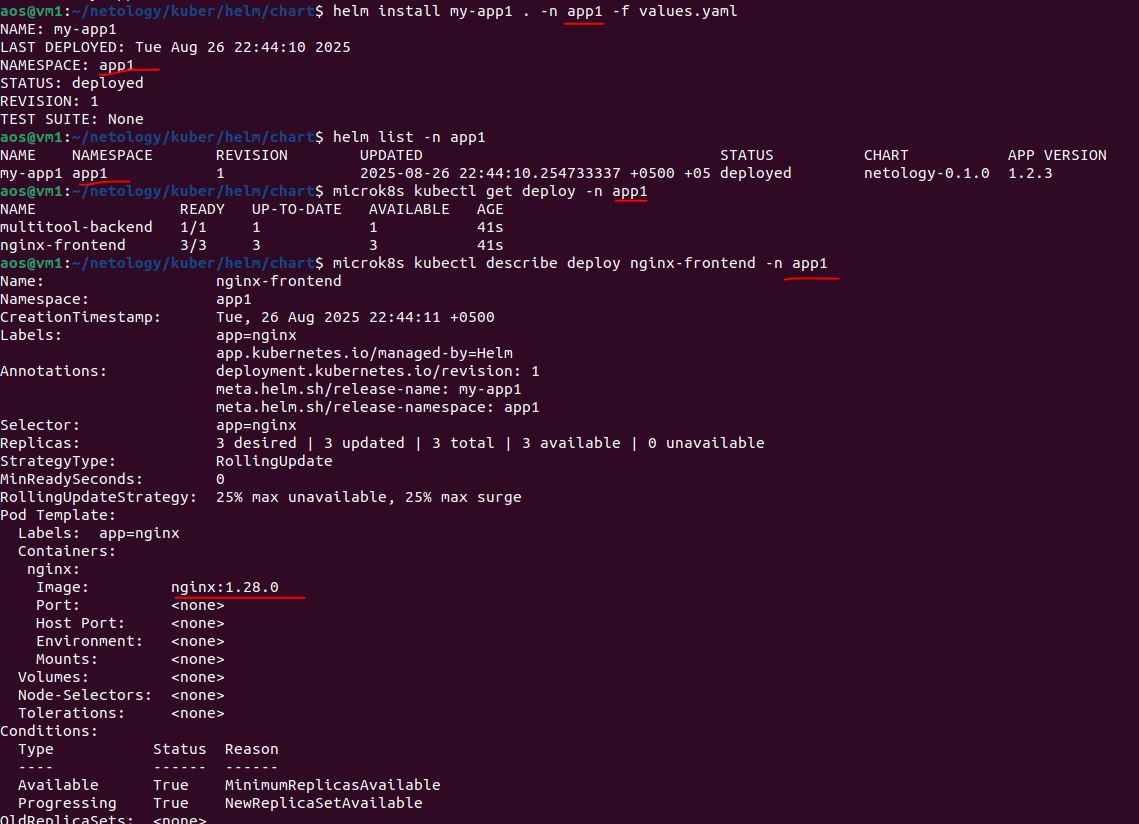 aos@vm1:~/netology/kuber/helm/chart$ helm install my-app1 . -n app1 -f values.yaml
NAME: my-app1
LAST DEPLOYED: Tue Aug 26 22:44:10 2025
NAMESPACE: app1
STATUS: deployed
REVISION: 1
TEST SUITE: None
aos@vm1:~/netology/kuber/helm/chart$ helm list -n app1
NAME    NAMESPACE       REVISION        UPDATED                                 STATUS          CHART           APP VERSION
my-app1 app1            1               2025-08-26 22:44:10.254733337 +0500 +05 deployed        netology-0.1.0  1.2.3
aos@vm1:~/netology/kuber/helm/chart$ microk8s kubectl get deploy -n app1
NAME                READY   UP-TO-DATE   AVAILABLE   AGE
multitool-backend   1/1     1            1           41s
nginx-frontend      3/3     3            3           41s
aos@vm1:~/netology/kuber/helm/chart$ microk8s kubectl describe deploy nginx-frontend -n app1
Name:                   nginx-frontend
Namespace:              app1
CreationTimestamp:      Tue, 26 Aug 2025 22:44:11 +0500
Labels:                 app=nginx
                        app.kubernetes.io/managed-by=Helm
Annotations:            deployment.kubernetes.io/revision: 1
                        meta.helm.sh/release-name: my-app1
                        meta.helm.sh/release-namespace: app1
Selector:               app=nginx
Replicas:               3 desired | 3 updated | 3 total | 3 available | 0 unavailable
StrategyType:           RollingUpdate
MinReadySeconds:        0
RollingUpdateStrategy:  25% max unavailable, 25% max surge
Pod Template:
  Labels:  app=nginx
  Containers:
   nginx:
    Image:         nginx:1.28.0
    Port:          <none>
    Host Port:     <none>
    Environment:   <none>
    Mounts:        <none>
  Volumes:         <none>
  Node-Selectors:  <none>
  Tolerations:     <none>
Conditions:
  Type           Status  Reason
  ----           ------  ------
  Available      True    MinimumReplicasAvailable
  Progressing    True    NewReplicaSetAvailable
OldReplicaSets:  <none>